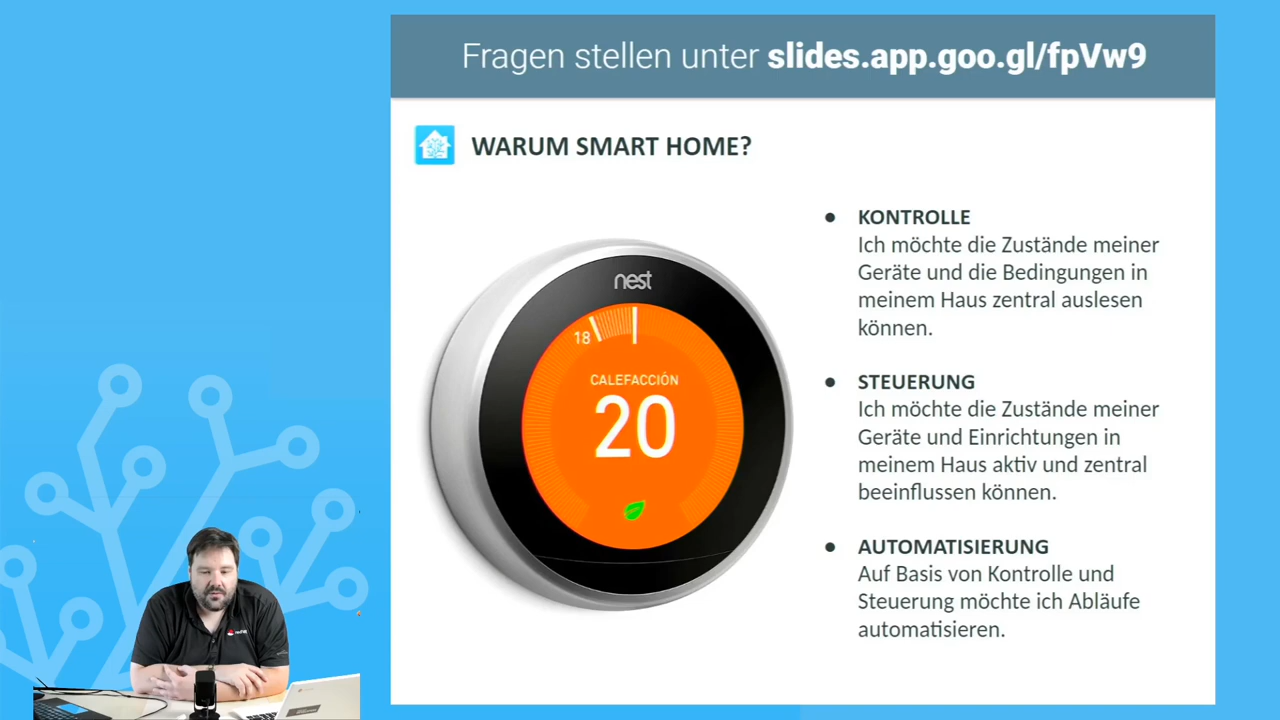 Fragen stellen unter slides.app.goo.gl/fpVw9
WARUM SMART HOME?
nest
18
CALEFACCIÓN
20
● KONTROLLE
Ich möchte die Zustände meiner
Geräte und die Bedingungen in
meinem Haus zentral auslesen
können.
● STEUERUNG
Ich möchte die Zustände meiner
Geräte und Einrichtungen in
meinem Haus aktiv und zentral
beeinflussen können.
● AUTOMATISIERUNG
Auf Basis von Kontrolle und
Steuerung möchte ich Abläufe
automatisieren.